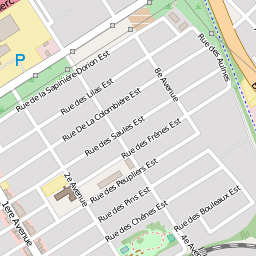 erc
P
Rue de la Sapinière-Dorion Est
Rue des Aulnes
8e Avenue
Rue des Lilas Est
Rue De La Colombière Est
Rue des Saules Est
Rue des Frênes Est
Rue des Peupliers Est
2e Avenue
Rue des Pins Est
Rue des Bouleaux Est
1ere Avenue
Rue des Chênes Est
4e Avenue